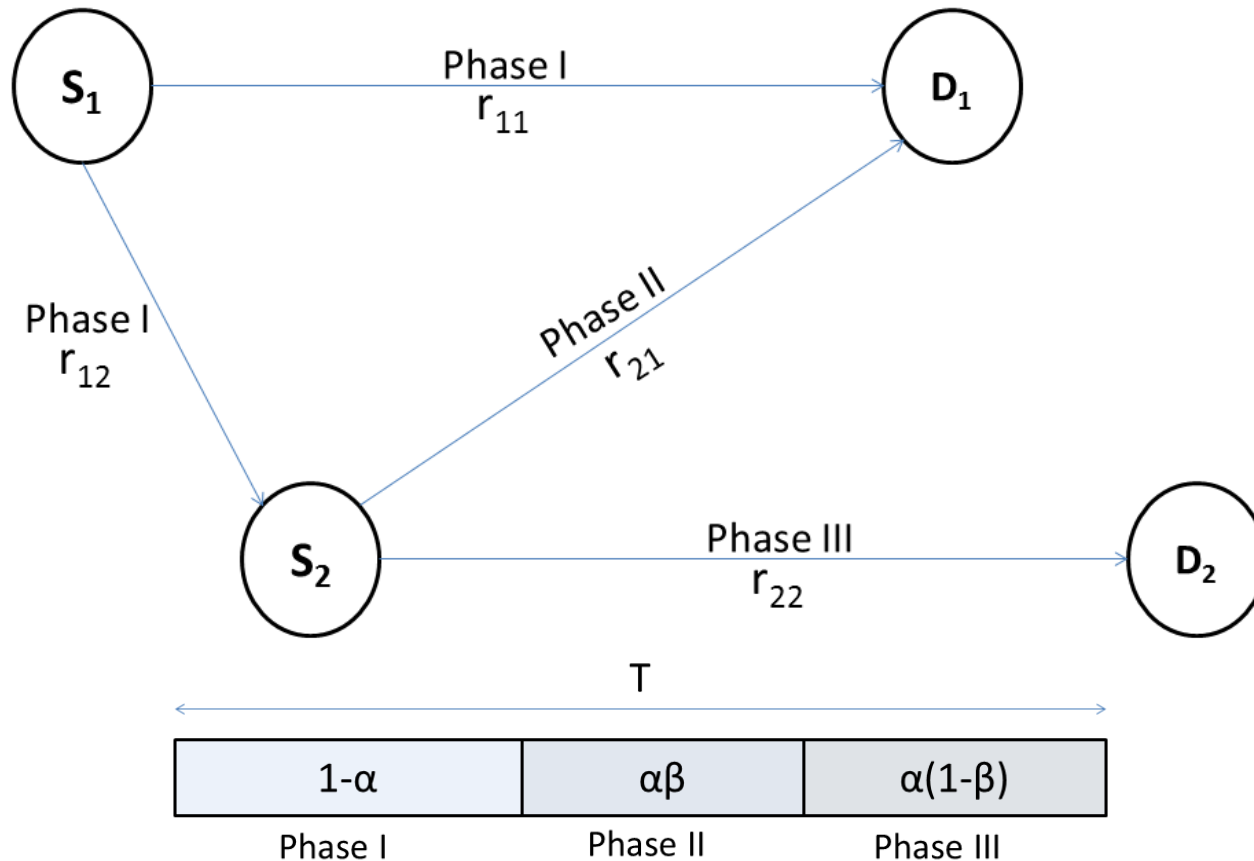 S₁
Phase I
r₁₁
D₁
Phase I
r₁₂
Phase II
r₂₁
S₂
Phase III
r₂₂
D₂
T
1-α
αβ
α(1-β)
Phase I
Phase II
Phase III